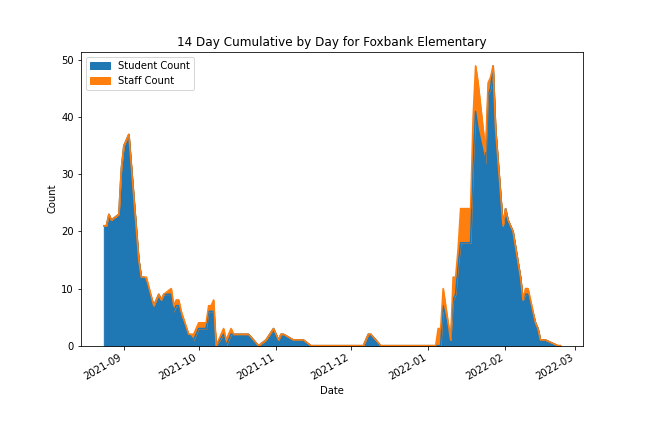 14 Day Cumulative by Day for Foxbank Elementary
Student Count
Staff Count
50
40
30
20
10
0
Count
2021-09
2021-10
2021-11
2021-12
2022-01
2022-02
2022-03
Date